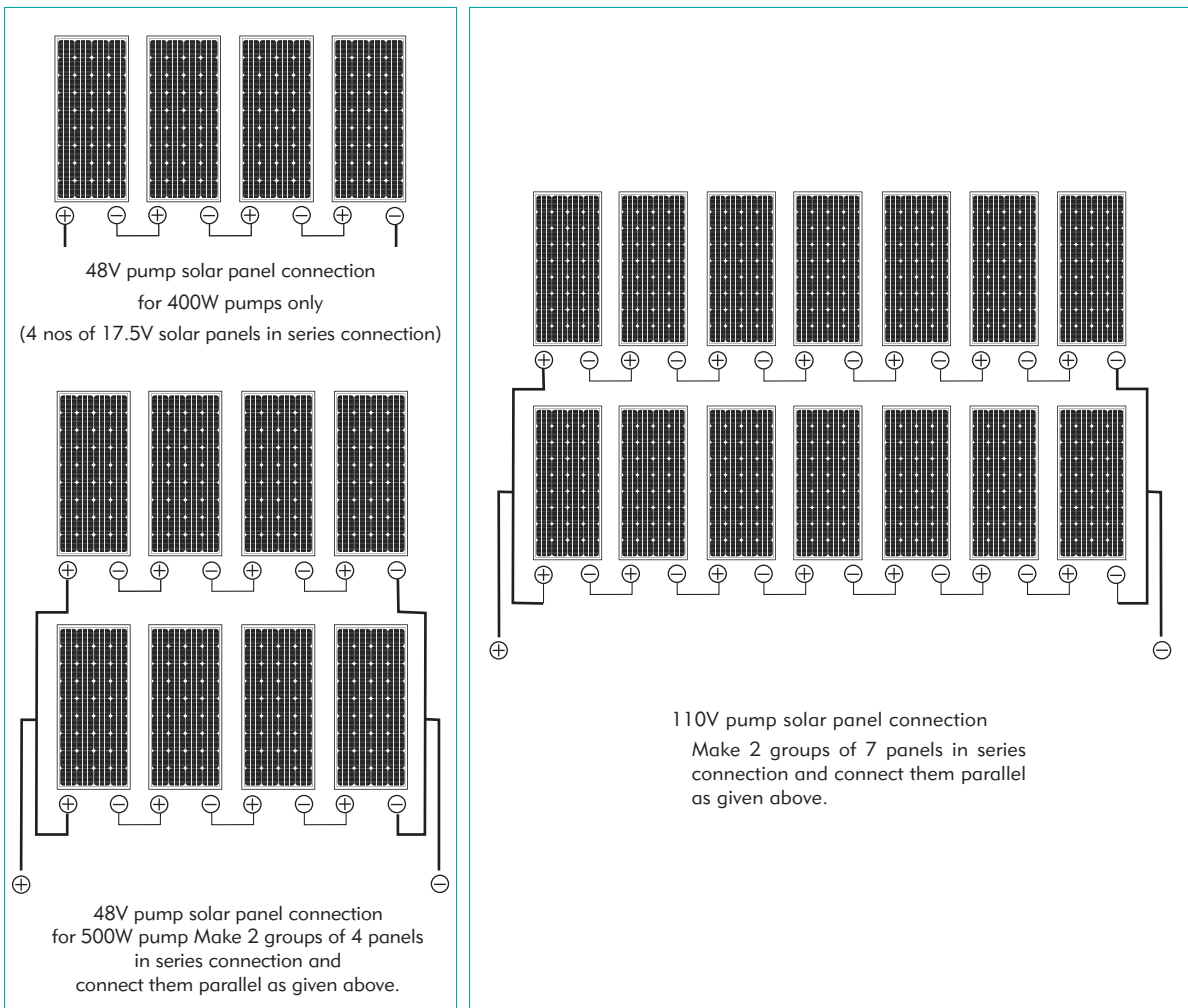 ⊕ ⊖ ⊕ ⊖ ⊕ ⊖ ⊕ ⊖
48V pump solar panel connection
for 400W pumps only
(4 nos of 17.5V solar panels in series connection)
⊕ ⊖ ⊕ ⊖ ⊕ ⊖ ⊕ ⊖
⊕ ⊖ ⊕ ⊖ ⊕ ⊖ ⊕ ⊖
⊕ ⊖
48V pump solar panel connection
for 500W pump Make 2 groups of 4 panels
in series connection and
connect them parallel as given above.
⊕ ⊖ ⊕ ⊖ ⊕ ⊖ ⊕ ⊖ ⊕ ⊖ ⊕ ⊖ ⊕ ⊖
⊕ ⊖ ⊕ ⊖ ⊕ ⊖ ⊕ ⊖ ⊕ ⊖ ⊕ ⊖ ⊕ ⊖
⊕ ⊖
110V pump solar panel connection
Make 2 groups of 7 panels in series
connection and connect them parallel
as given above.